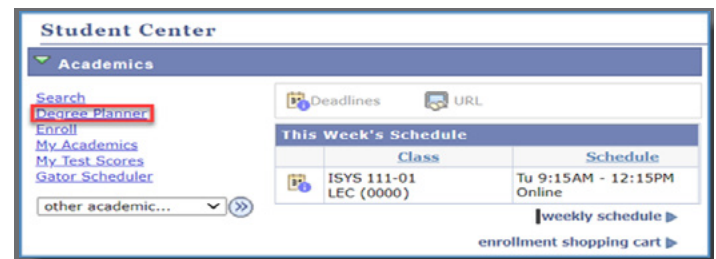 Student Center
Academics
Search
Degree Planner
Enroll
My Academics
My Test Scores
Gator Scheduler
other academic...
Deadlines URL
This Week's Schedule
Class Schedule
ISYS 111-01 Tu 9:15AM - 12:15PM
LEC (0000) Online
weekly schedule
enrollment shopping cart